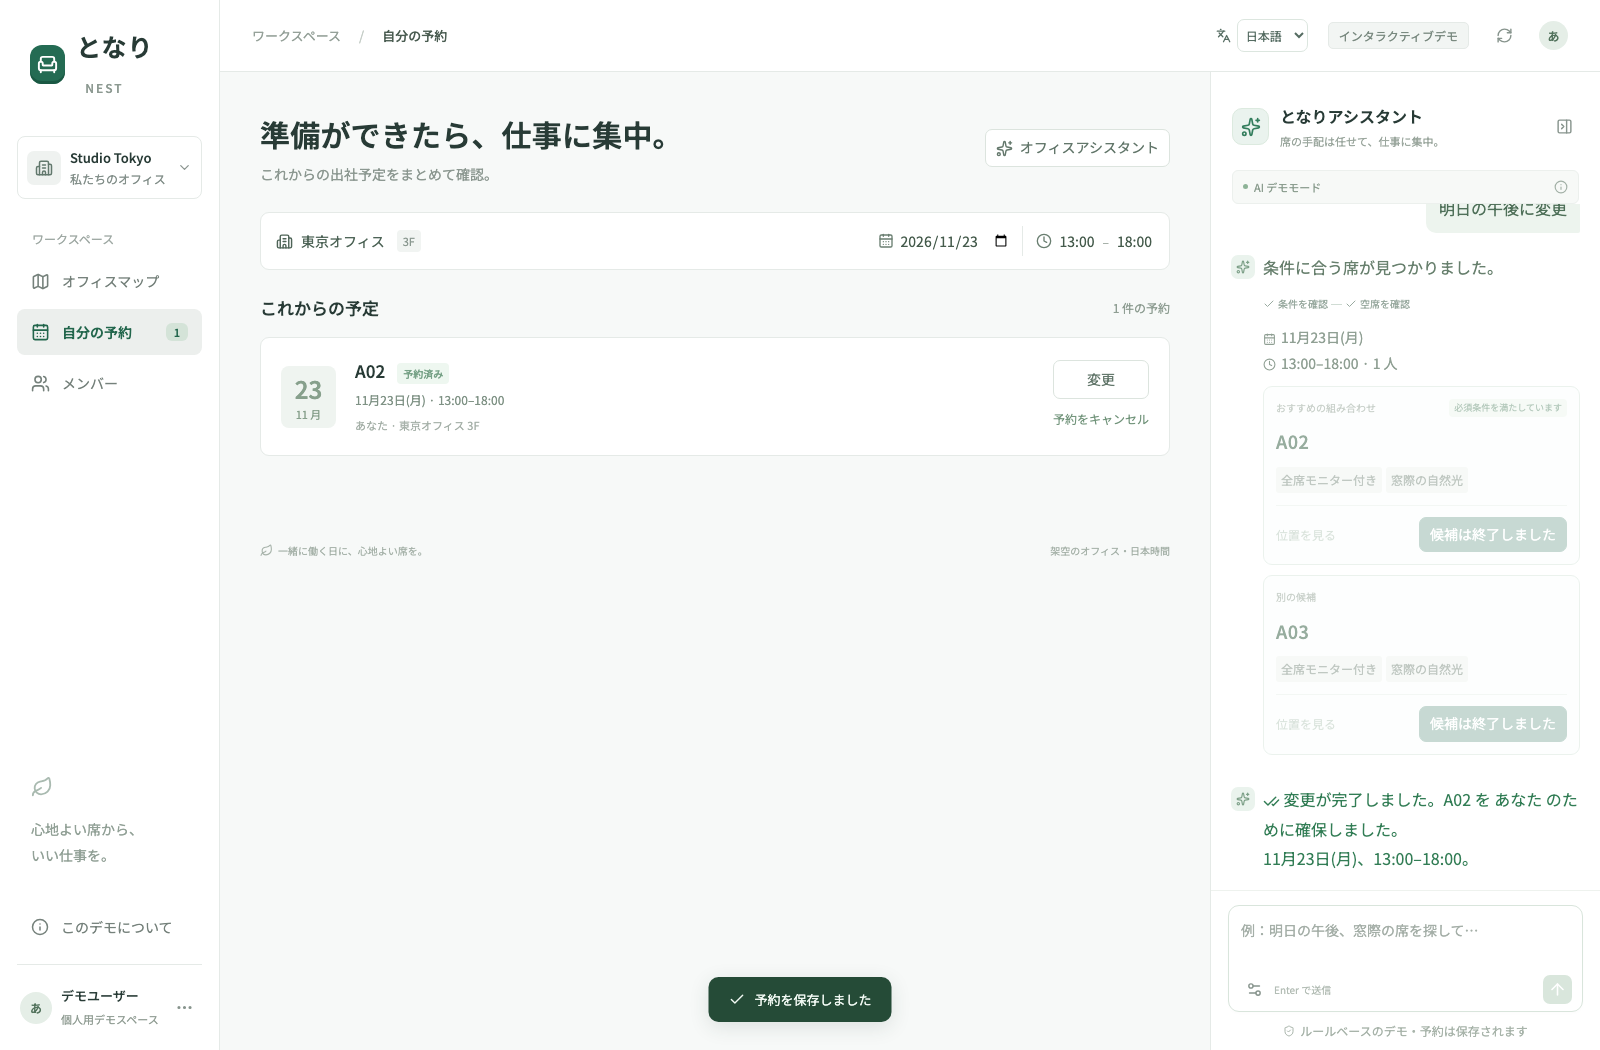 となり
NEST
Studio Tokyo
私たちのオフィス
ワークスペース
オフィスマップ
自分の予約 1
メンバー
心地よい席から、
いい仕事を。
このデモについて
あ
デモユーザー
個人用デモスペース
ワークスペース / 自分の予約
日本語
インタラクティブデモ
あ
準備ができたら、仕事に集中。
これからの出社予定をまとめて確認。
オフィスアシスタント
東京オフィス 3F
2026/11/23
13:00 – 18:00
これからの予定
1 件の予約
23
11 月
A02 予約済み
11月23日(月) · 13:00–18:00
あなた · 東京オフィス 3F
変更
予約をキャンセル
一緒に働く日に、心地よい席を。
架空のオフィス・日本時間
予約を保存しました
となりアシスタント
席の手配は任せて、仕事に集中。
AI デモモード
明日の午後に変更
条件に合う席が見つかりました。
条件を確認 — 空席を確認
11月23日(月)
13:00–18:00 · 1 人
おすすめの組み合わせ
必須条件を満たしています
A02
全席モニター付き 窓際の自然光
位置を見る
候補は終了しました
別の候補
A03
全席モニター付き 窓際の自然光
位置を見る
候補は終了しました
変更が完了しました。A02 を あなた のた
めに確保しました。
11月23日(月)、13:00–18:00。
例：明日の午後、窓際の席を探して…
Enter で送信
ルールベースのデモ・予約は保存されます